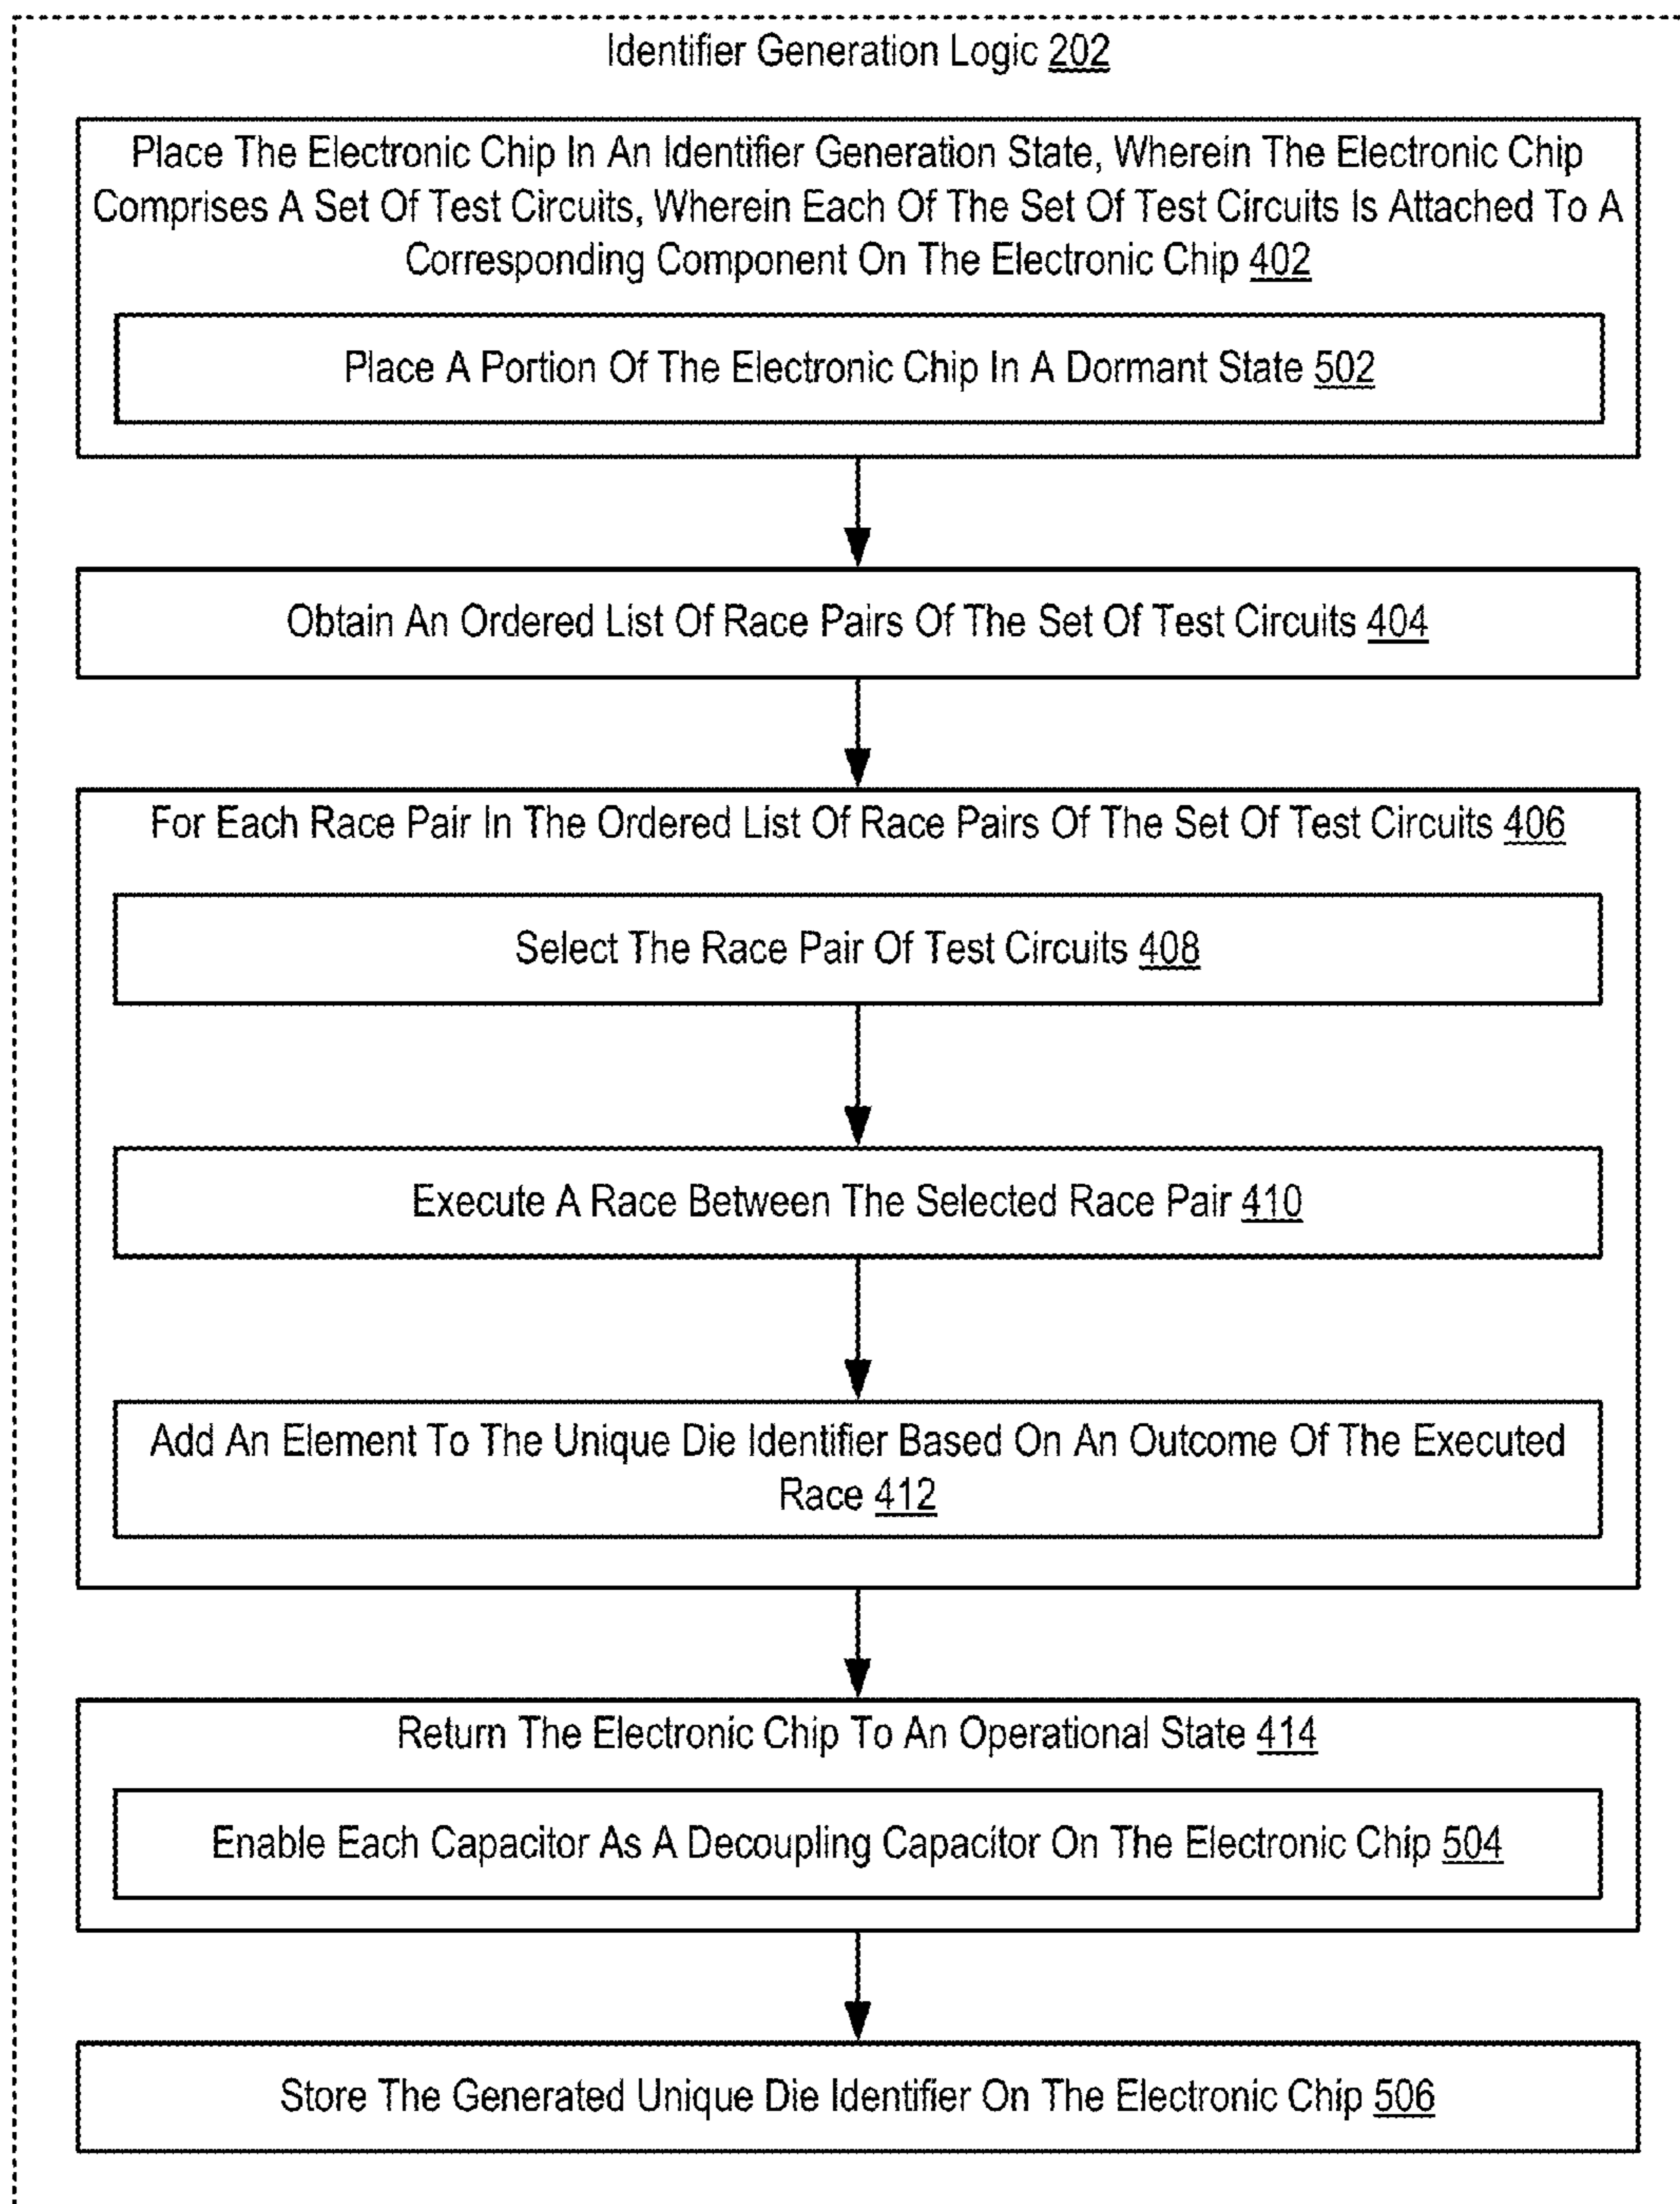 Identifier Generation Logic 202
Place The Electronic Chip In An Identifier Generation State, Wherein The Electronic Chip
Comprises A Set Of Test Circuits, Wherein Each Of The Set Of Test Circuits Is Attached To A
Corresponding Component On The Electronic Chip 402
Place A Portion Of The Electronic Chip In A Dormant State 502
Obtain An Ordered List Of Race Pairs Of The Set Of Test Circuits 404
For Each Race Pair In The Ordered List Of Race Pairs Of The Set Of Test Circuits 406
Select The Race Pair Of Test Circuits 408
Execute A Race Between The Selected Race Pair 410
Add An Element To The Unique Die Identifier Based On An Outcome Of The Executed
Race 412
Return The Electronic Chip To An Operational State 414
Enable Each Capacitor As A Decoupling Capacitor On The Electronic Chip 504
Store The Generated Unique Die Identifier On The Electronic Chip 506